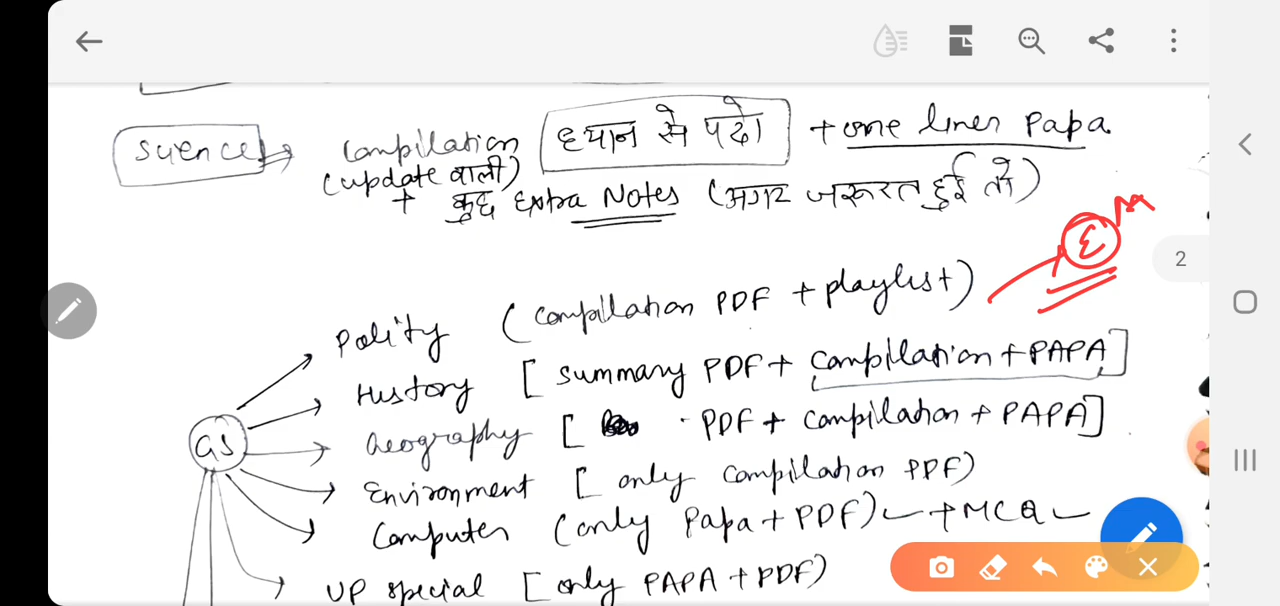 Science → Compilation ध्यान से पढे। + one liner Papa
(update वाली)
+ कुछ Extra Notes (अगर जरूरत हुई तो)
2
Polity (Compilation PDF + playlist)
History [summary PDF + Compilation + PAPA]
GS
Geography [ PDF + Compilation + PAPA]
Environment [only Compilation PDF)
Computer (only Papa + PDF) + MCQ
UP special [only PAPA + PDF)